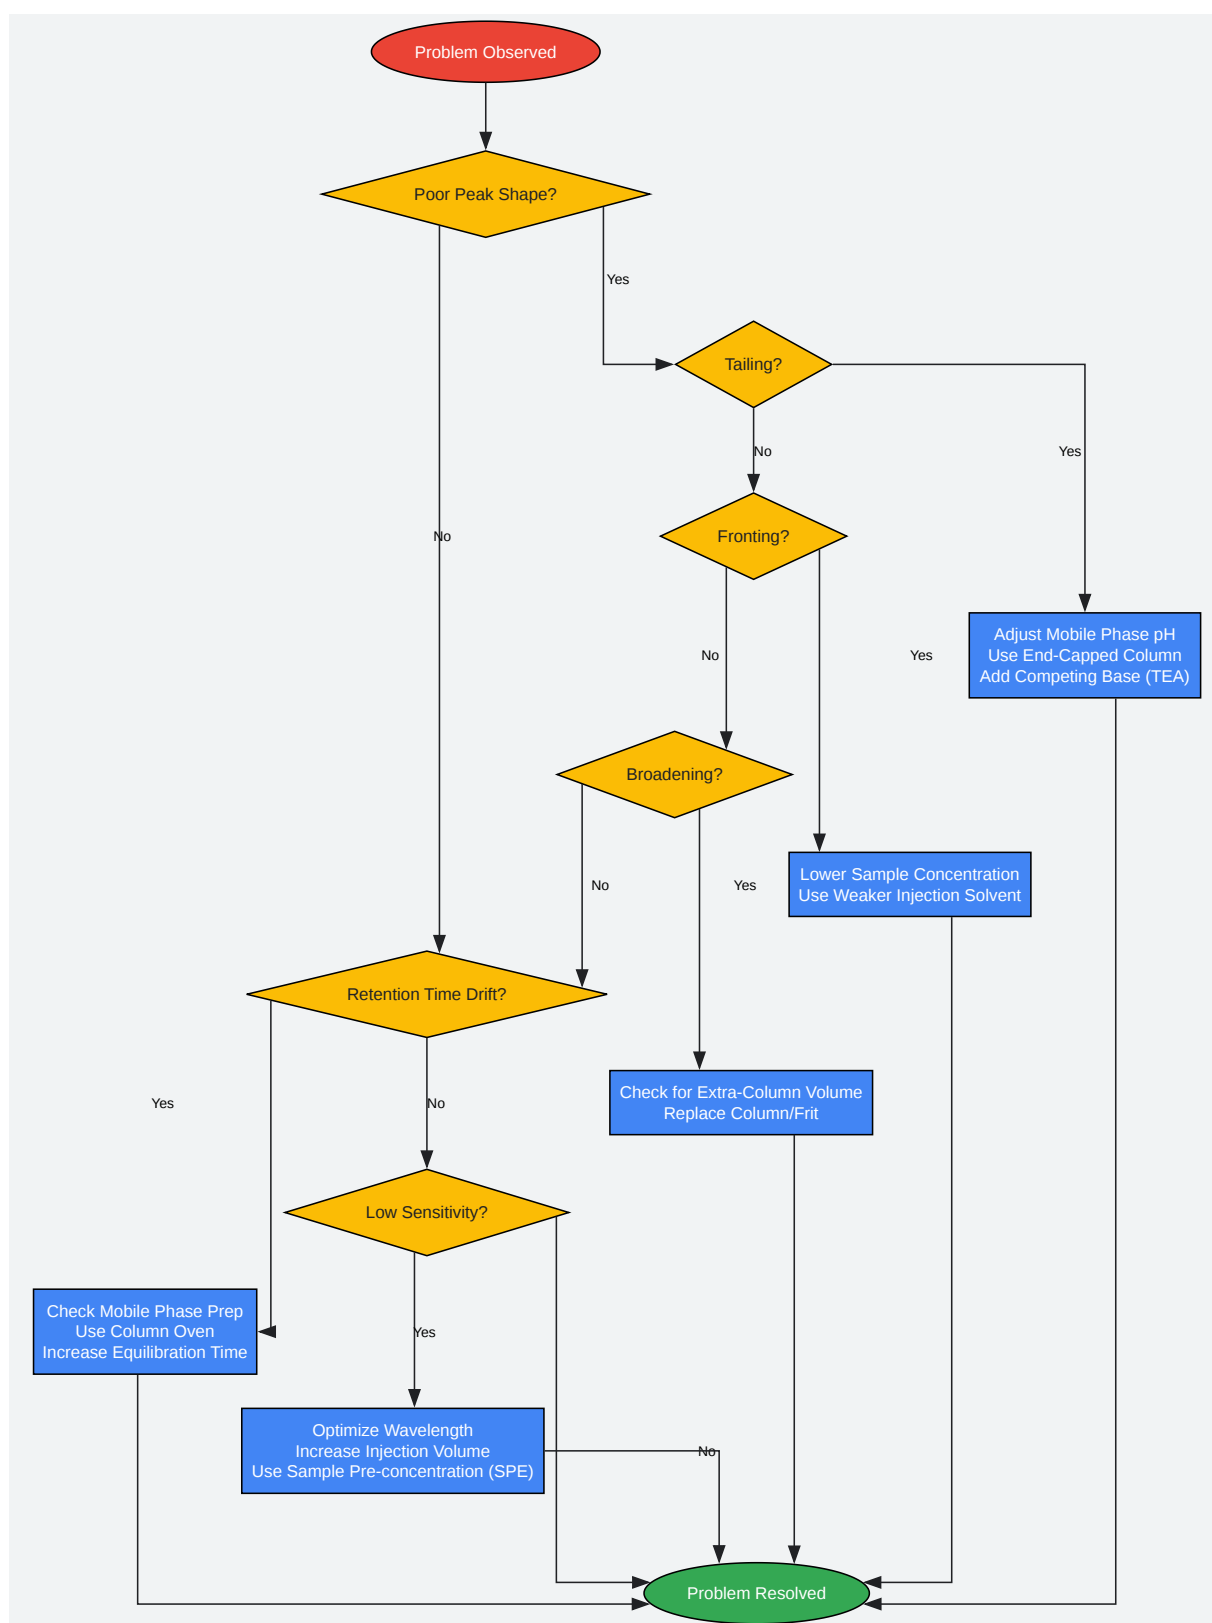 Problem Observed
Poor Peak Shape?
Yes
Tailing?
No
Yes
No
Fronting?
Adjust Mobile Phase pH
Use End-Capped Column
Add Competing Base (TEA)
No
Yes
Broadening?
Lower Sample Concentration
Use Weaker Injection Solvent
No
Yes
Retention Time Drift?
Check for Extra-Column Volume
Replace Column/Frit
Yes
No
Low Sensitivity?
Check Mobile Phase Prep
Use Column Oven
Increase Equilibration Time
Yes
Optimize Wavelength
Increase Injection Volume
Use Sample Pre-concentration (SPE)
No
Problem Resolved